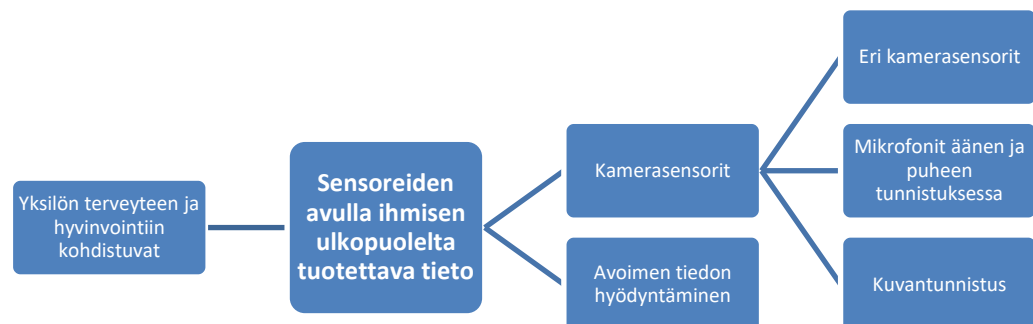 Yksilön terveyteen ja
hyvinvointiin
kohdistuvat
Sensoreiden
avulla ihmisen
ulkopuolelta
tuotettava tieto
Kamerasensorit
Avoimen tiedon
hyödyntäminen
Eri kamerasensorit
Mikrofonit äänen ja
puheen
tunnistuksessa
Kuvantunnistus